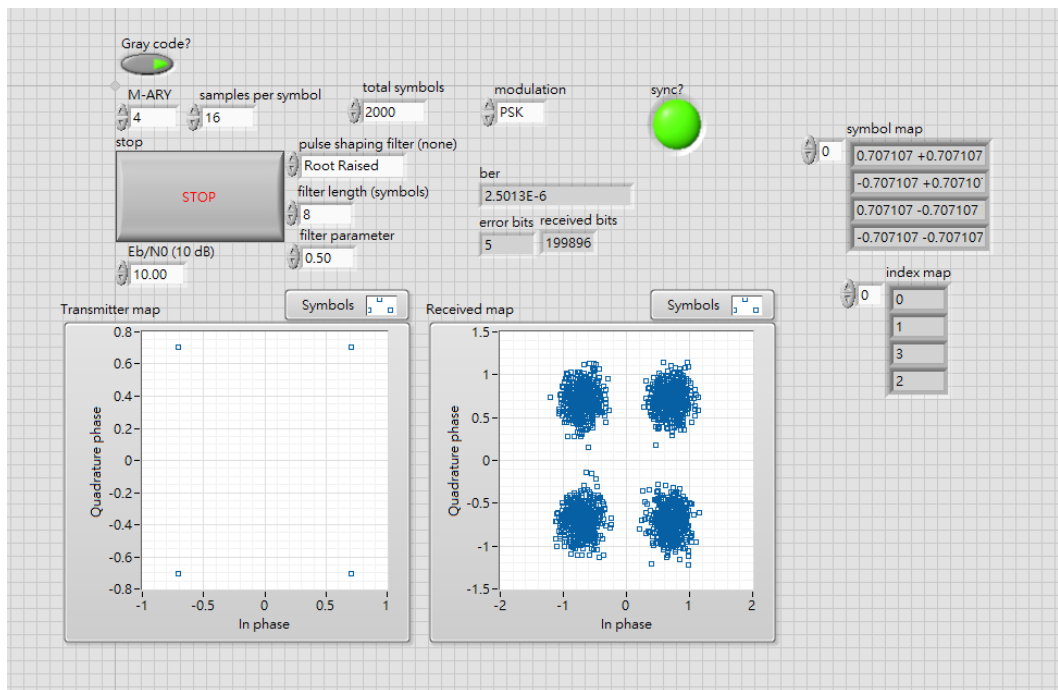 Gray code?
M-ARY
4
samples per symbol
16
total symbols
2000
modulation
PSK
sync?
stop
STOP
pulse shaping filter (none)
Root Raised
filter length (symbols)
8
filter parameter
0.50
Eb/N0 (10 dB)
10.00
ber
2.5013E-6
error bits
5
received bits
199896
symbol map
0
0.707107 +0.707107
-0.707107 +0.70710
0.707107 -0.707107
-0.707107 -0.707107
index map
0
0
1
3
2
Transmitter map
Symbols
0.8
0.6
0.4
0.2
0
-0.2
-0.4
-0.6
-0.8
Quadrature phase
-1
-0.5
0
0.5
1
In phase
Received map
Symbols
1.5
1
0.5
0
-0.5
-1
-1.5
Quadrature phase
-2
-1
0
1
2
In phase